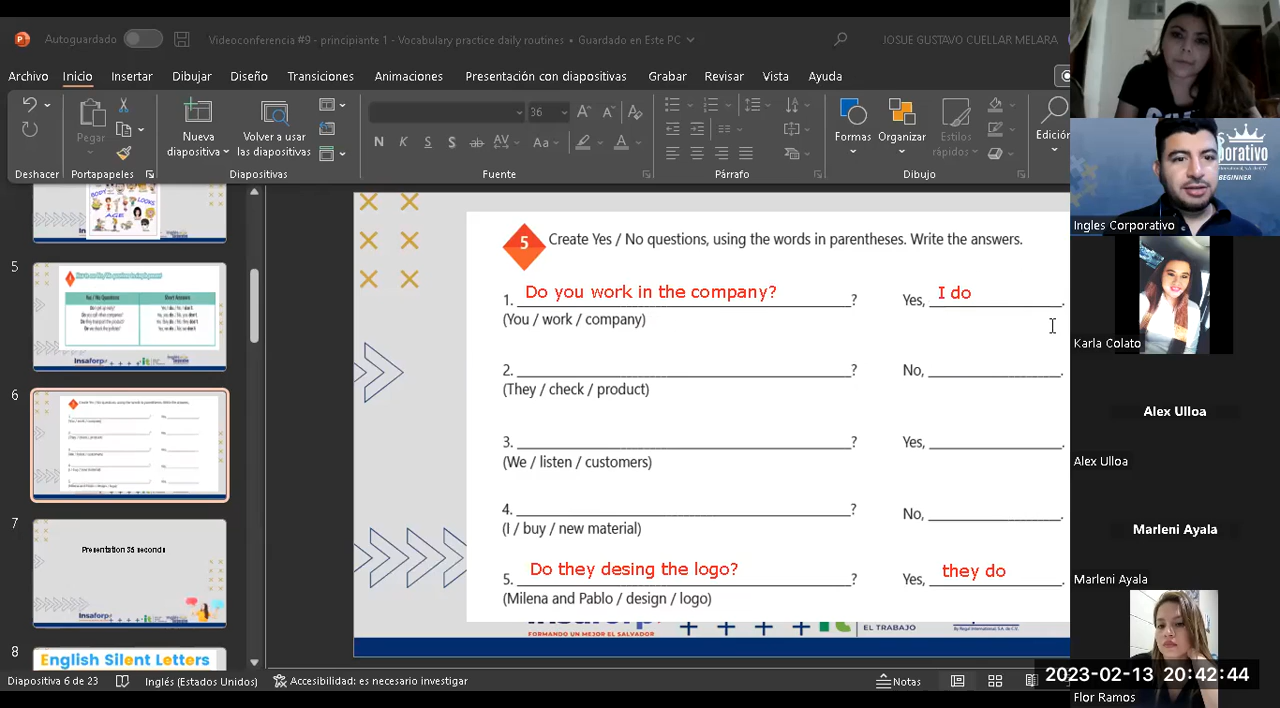 Autoguardado
Videoconferencia #9 - principiante 1 - Vocabulary practice daily routines • Guardado en Este PC
JOSUE GUSTAVO CUELLAR MELARA
Archivo Inicio Insertar Dibujar Diseño Transiciones Animaciones Presentación con diapositivas Grabar Revisar Vista Ayuda
36
Pegar
Nueva diapositiva
Volver a usar las diapositivas
N K S S ab AV Aa A
Formas Organizar Estilos rápidos Edición
Deshacer Portapapeles Diapositivas Fuente Párrafo Dibujo
5
6
7
Presentation 35 seconds
8
English Silent Letters
5 Create Yes / No questions, using the words in parentheses. Write the answers.
1. Do you work in the company? ? Yes, I do .
(You / work / company)
2. ? No, .
(They / check / product)
3. ? Yes, .
(We / listen / customers)
4. ? No, .
(I / buy / new material)
5. Do they desing the logo? ? Yes, they do .
(Milena and Pablo / design / logo)
FORMANDO UN MEJOR EL SALVADOR
EL TRABAJO
Diapositiva 6 de 23 Inglés (Estados Unidos) Accesibilidad: es necesario investigar Notas
BEGINNER
Ingles Corporativo
Karla Colato
Alex Ulloa
Alex Ulloa
Marleni Ayala
Marleni Ayala
2023-02-13 20:42:44
Flor Ramos